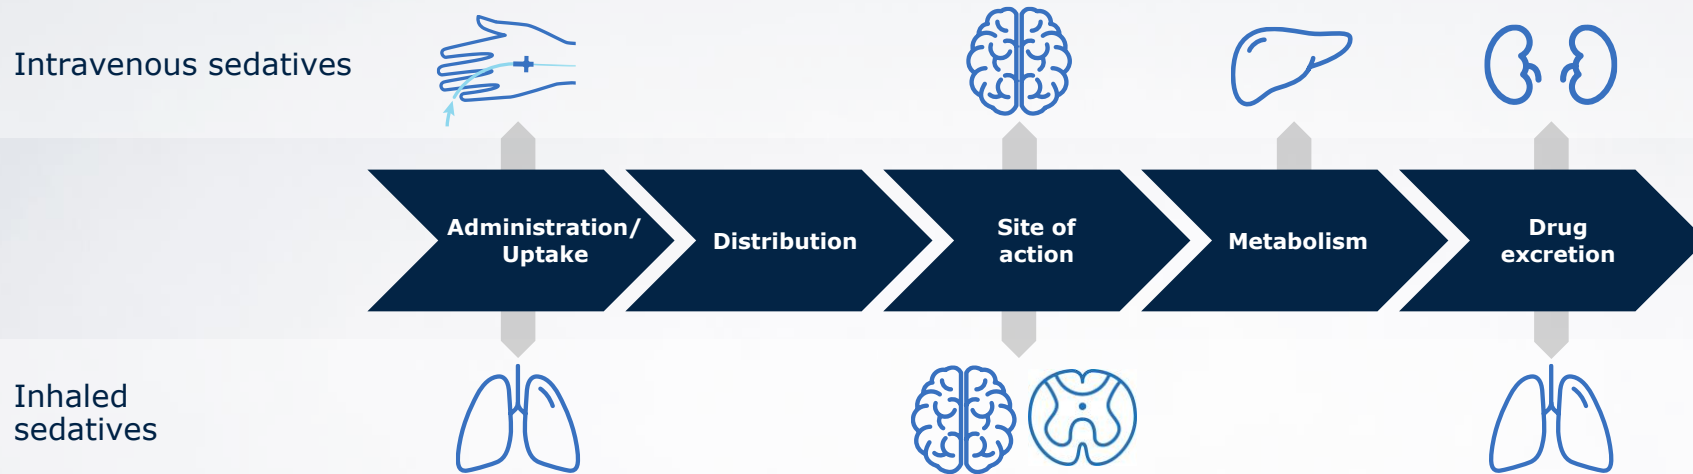 Intravenous sedatives
Administration/
Uptake
Distribution
Site of
action
Metabolism
Drug
excretion
Inhaled
sedatives